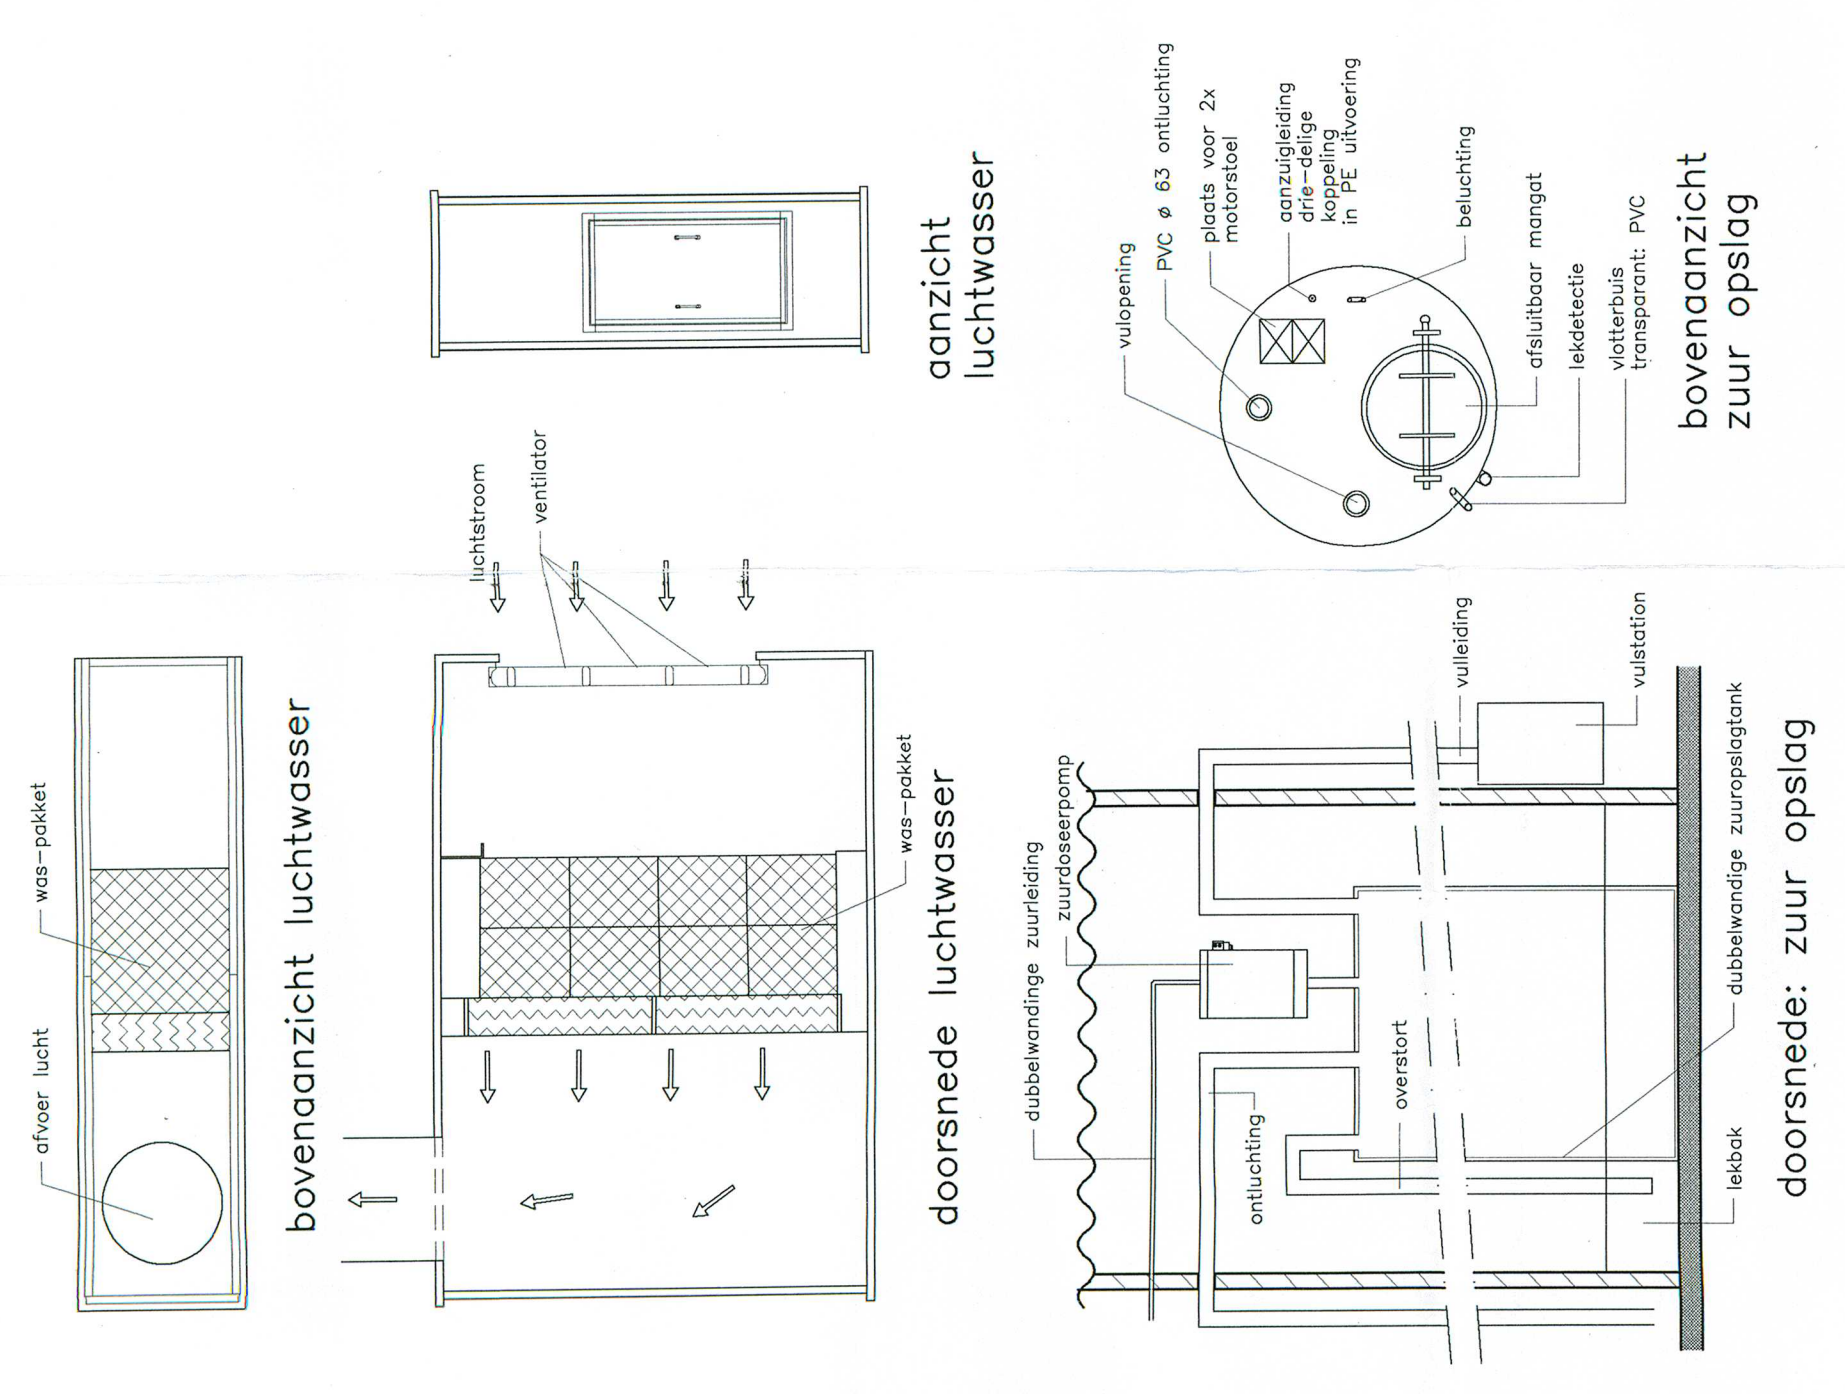 afvoer lucht
was-pakket
bovenaanzicht luchtwasser
luchtstroom
ventilator
was-pakket
doorsnede luchtwasser
aanzicht
luchtwasser
dubbelwandinge zuurleiding
zuurdoseerpomp
ontluchting
overstort
vulleiding
vulstation
dubbelwandige zuropslagtank
lekbak
doorsnede: zuur opslag
vulopening
PVC ø 63 ontluchting
plaats voor 2x
motorstoel
aanzuigleiding
drie-delige
koppeling
in PE uitvoering
beluchting
afsluitbaar mangat
lekdetectie
vlotterbuis
transparant: PVC
bovenaanzicht
zuur opslag